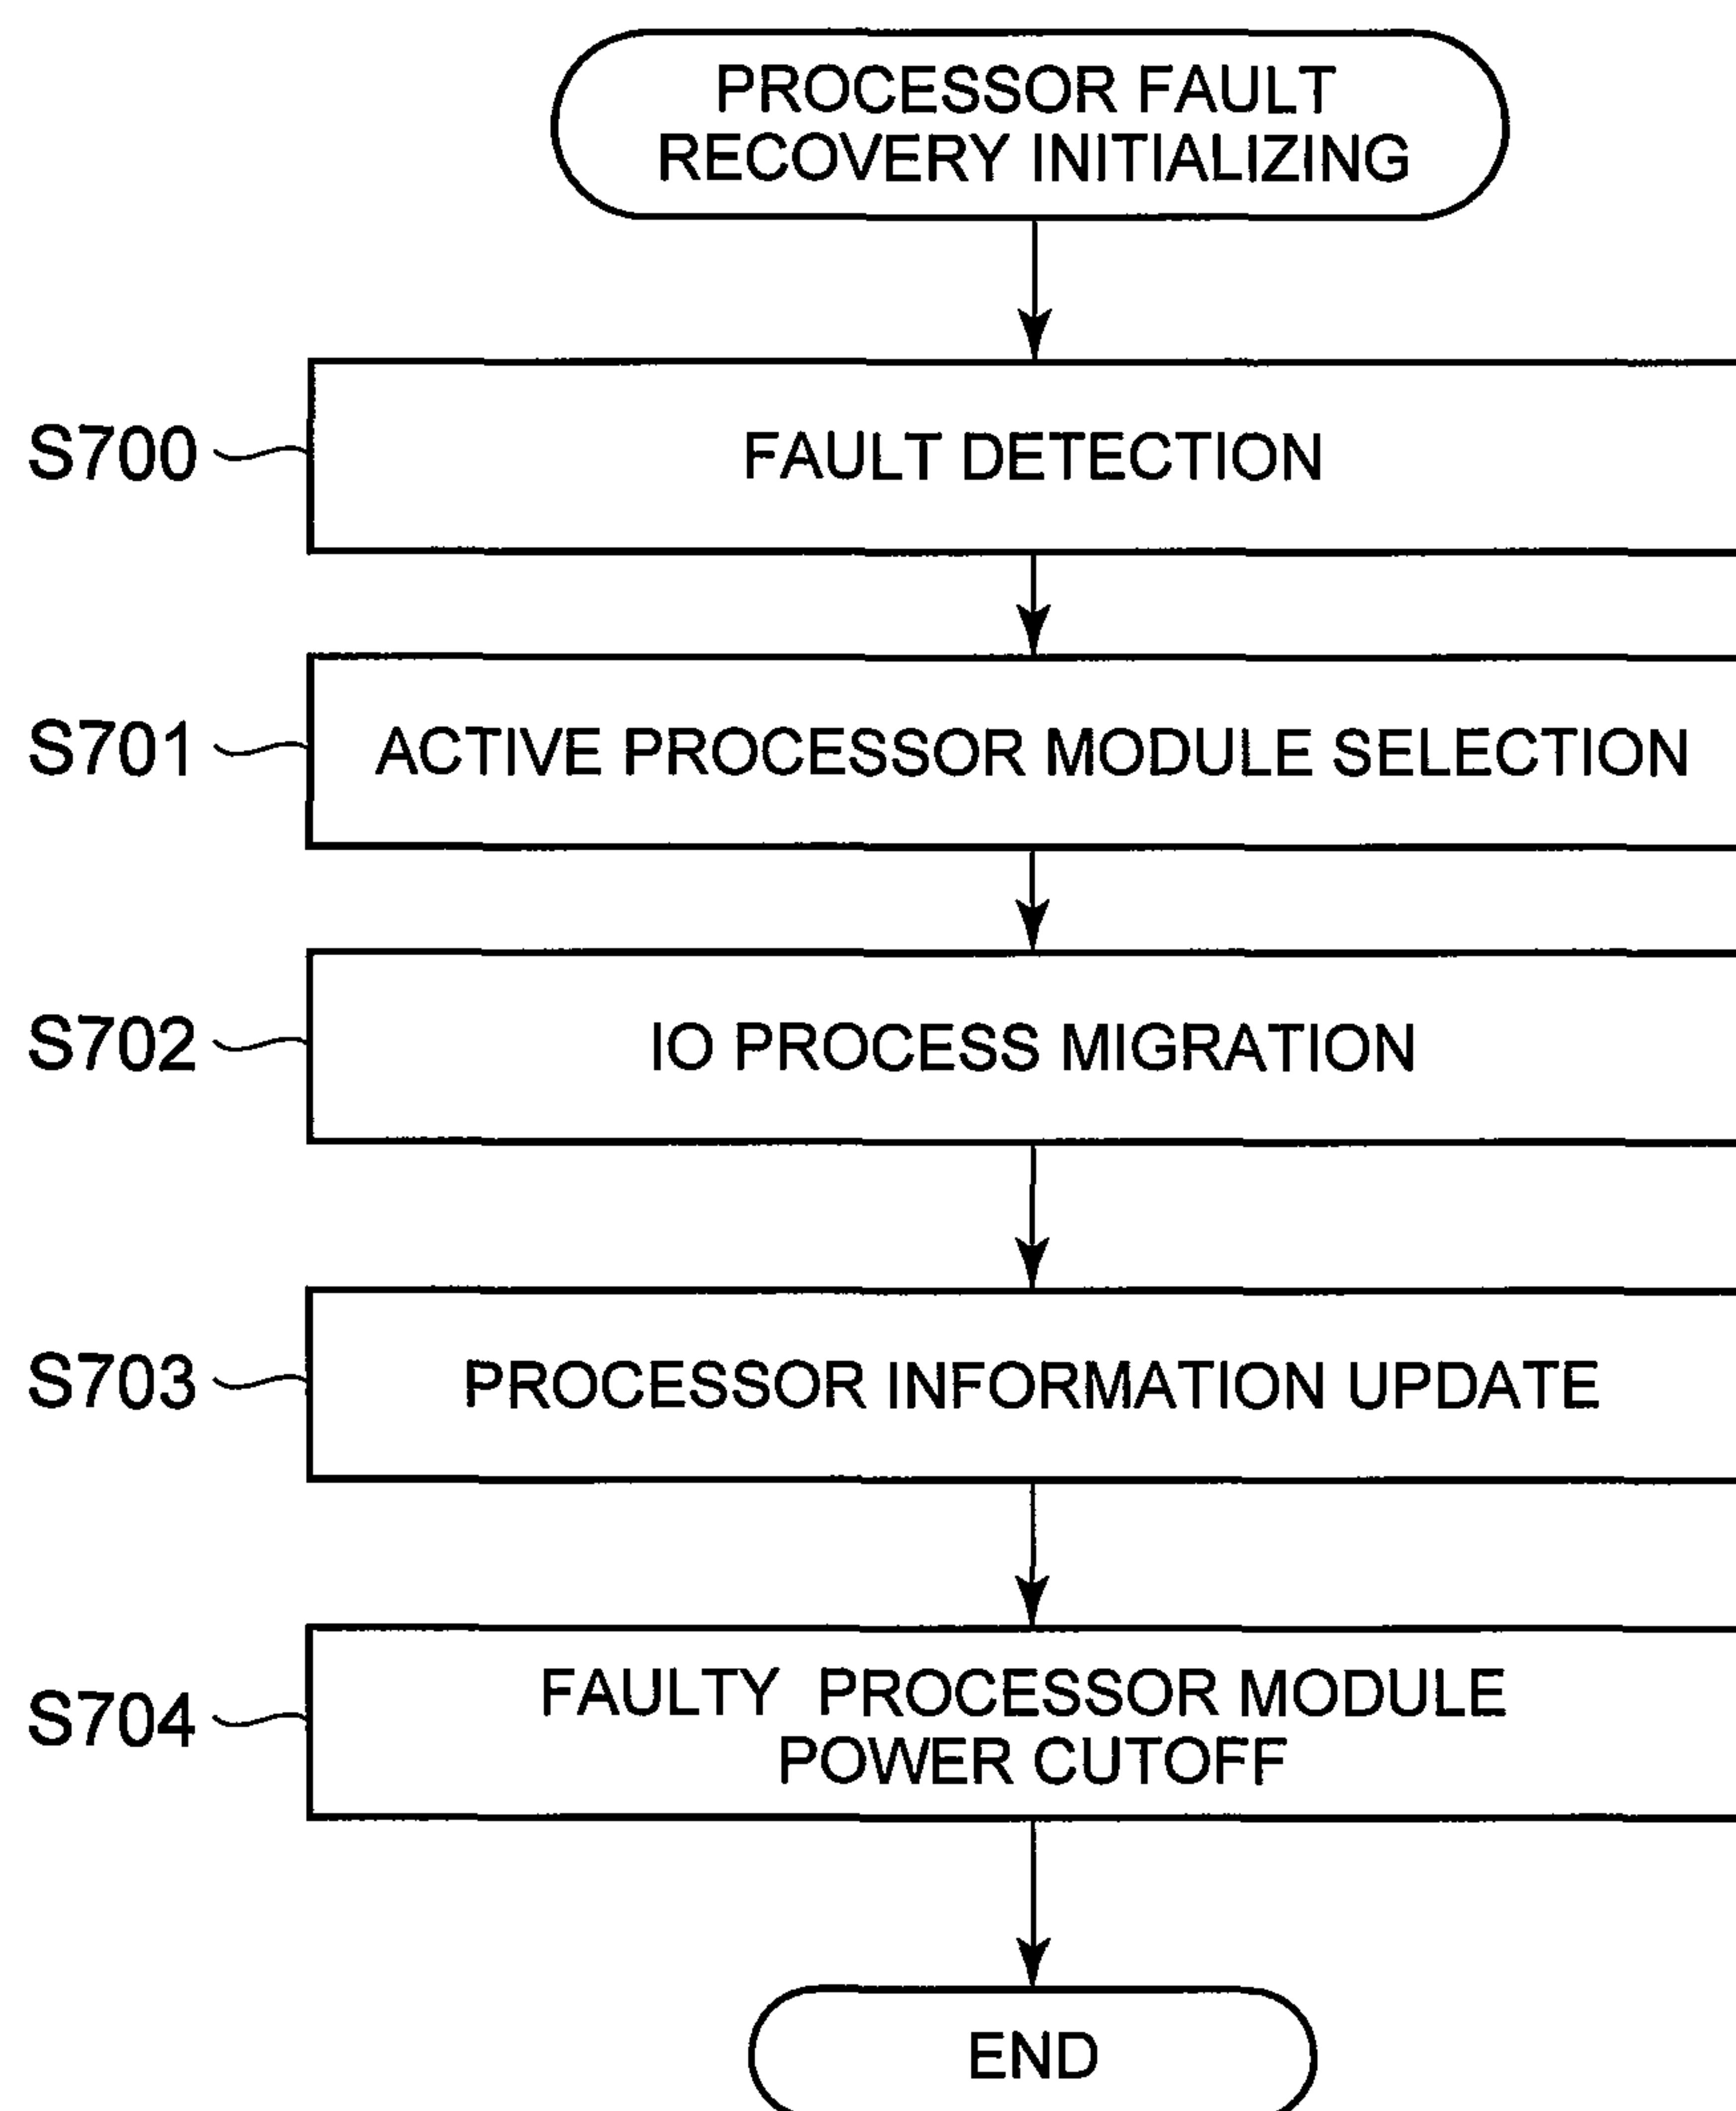 PROCESSOR FAULT
RECOVERY INITIALIZING
S700
FAULT DETECTION
S701
ACTIVE PROCESSOR MODULE SELECTION
S702
IO PROCESS MIGRATION
S703
PROCESSOR INFORMATION UPDATE
S704
FAULTY PROCESSOR MODULE
POWER CUTOFF
END